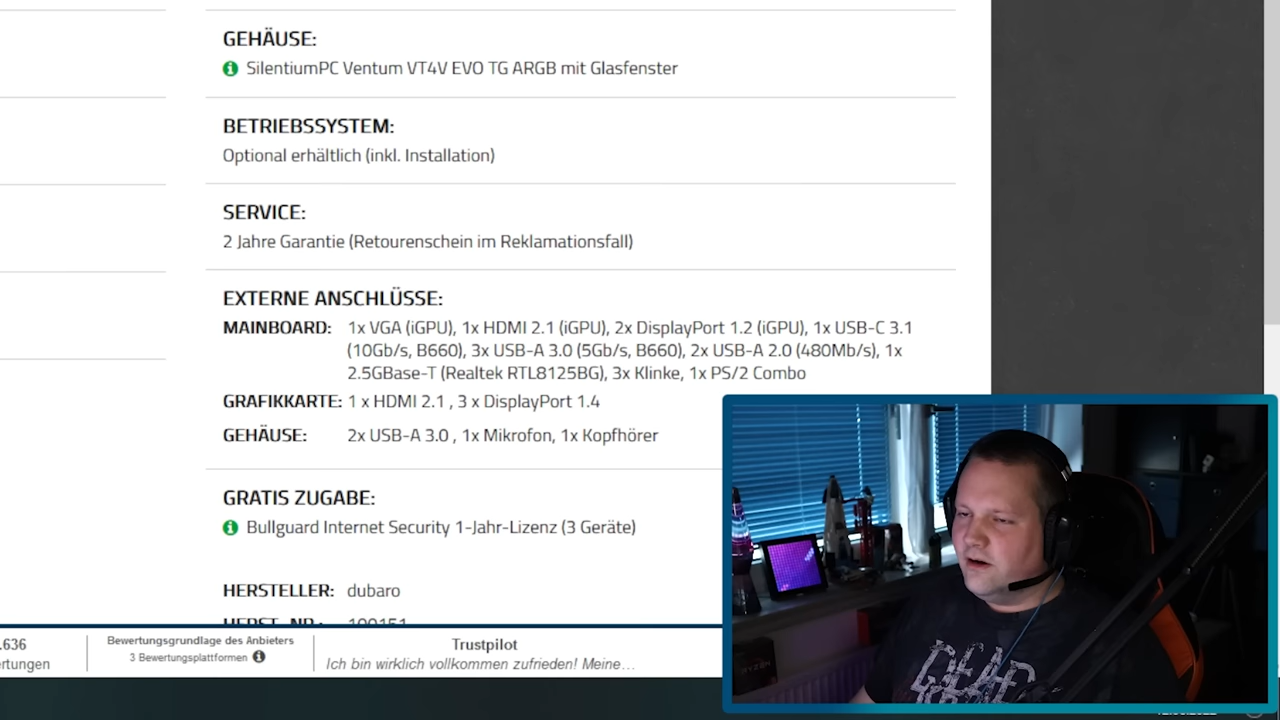 GEHÄUSE:
SilentiumPC Ventum VT4V EVO TG ARGB mit Glasfenster
BETRIEBSSYSTEM:
Optional erhältlich (inkl. Installation)
SERVICE:
2 Jahre Garantie (Retourenschein im Reklamationsfall)
EXTERNE ANSCHLÜSSE:
MAINBOARD: 1x VGA (iGPU), 1x HDMI 2.1 (iGPU), 2x DisplayPort 1.2 (iGPU), 1x USB-C 3.1
(10Gb/s, B660), 3x USB-A 3.0 (5Gb/s, B660), 2x USB-A 2.0 (480Mb/s), 1x
2.5GBase-T (Realtek RTL8125BG), 3x Klinke, 1x PS/2 Combo
GRAFIKKARTE: 1 x HDMI 2.1 , 3 x DisplayPort 1.4
GEHÄUSE: 2x USB-A 3.0 , 1x Mikrofon, 1x Kopfhörer
GRATIS ZUGABE:
Bullguard Internet Security 1-Jahr-Lizenz (3 Geräte)
HERSTELLER: dubaro
HERST.-NR.: 100151
.636
ertungen
Bewertungsgrundlage des Anbieters
3 Bewertungsplattformen
Trustpilot
Ich bin wirklich vollkommen zufrieden! Meine...
DEAD